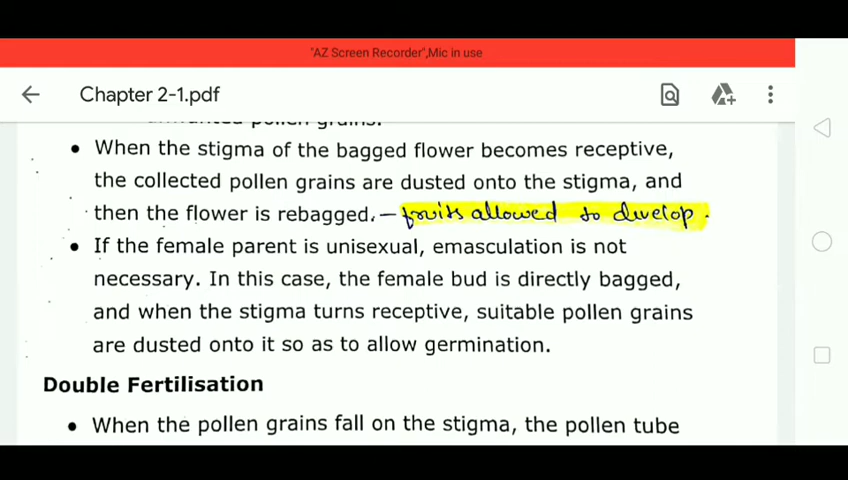 "AZ Screen Recorder",Mic in use
Chapter 2-1.pdf
unwanted pollen grains.
• When the stigma of the bagged flower becomes receptive,
the collected pollen grains are dusted onto the stigma, and
then the flower is rebagged. – fruits allowed to develop.
• If the female parent is unisexual, emasculation is not
necessary. In this case, the female bud is directly bagged,
and when the stigma turns receptive, suitable pollen grains
are dusted onto it so as to allow germination.
Double Fertilisation
• When the pollen grains fall on the stigma, the pollen tube